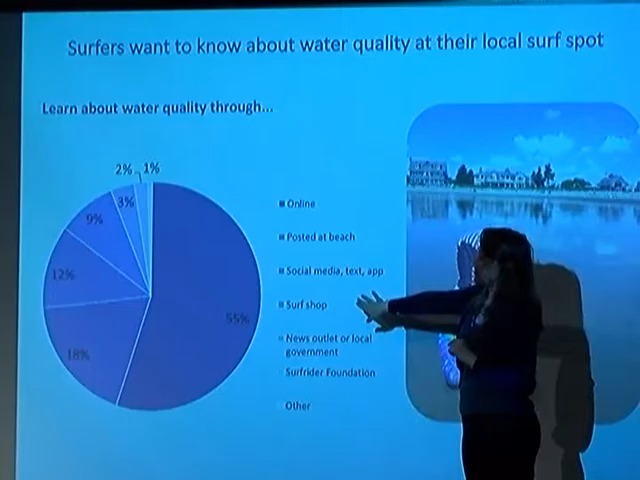 Surfers want to know about water quality at their local surf spot
Learn about water quality through...
2%
1%
3%
9%
12%
18%
55%
Online
Posted at beach
Social media, text, app
Surf shop
News outlet or local
government
Surfrider Foundation
Other